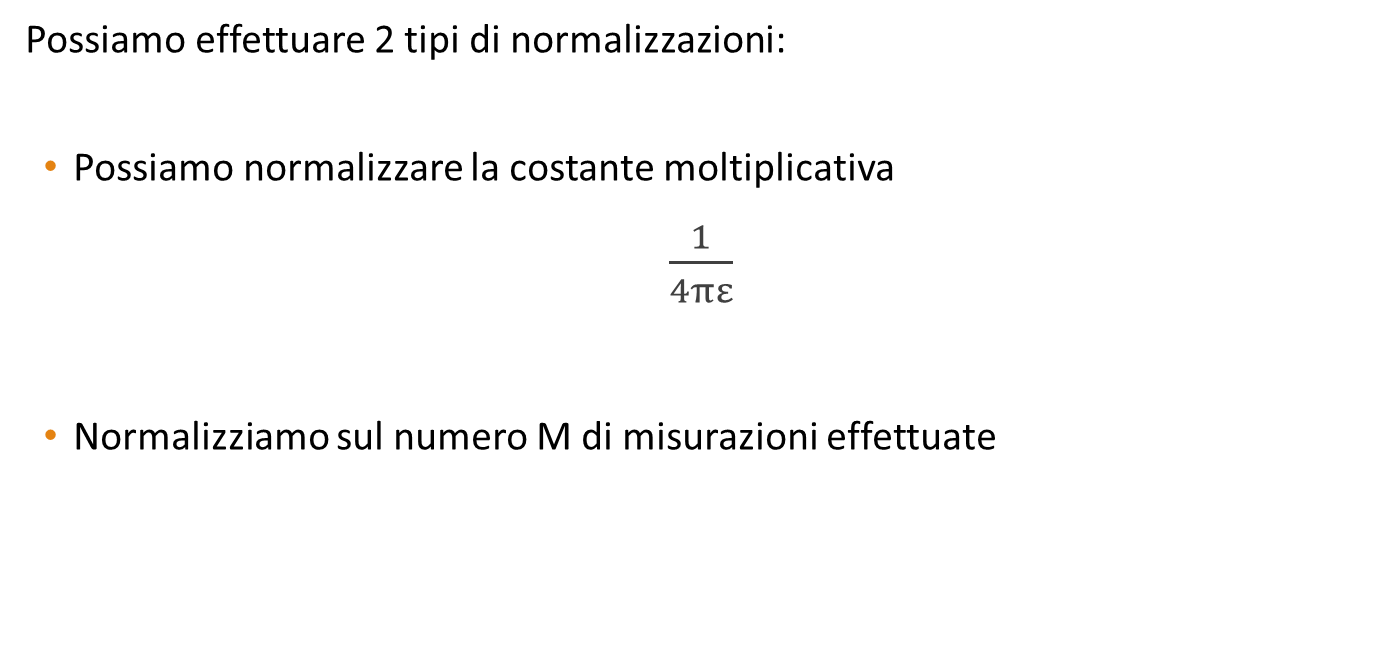 Possiamo effettuare 2 tipi di normalizzazioni:
• Possiamo normalizzare la costante moltiplicativa
1
4πε
• Normalizziamo sul numero M di misurazioni effettuate